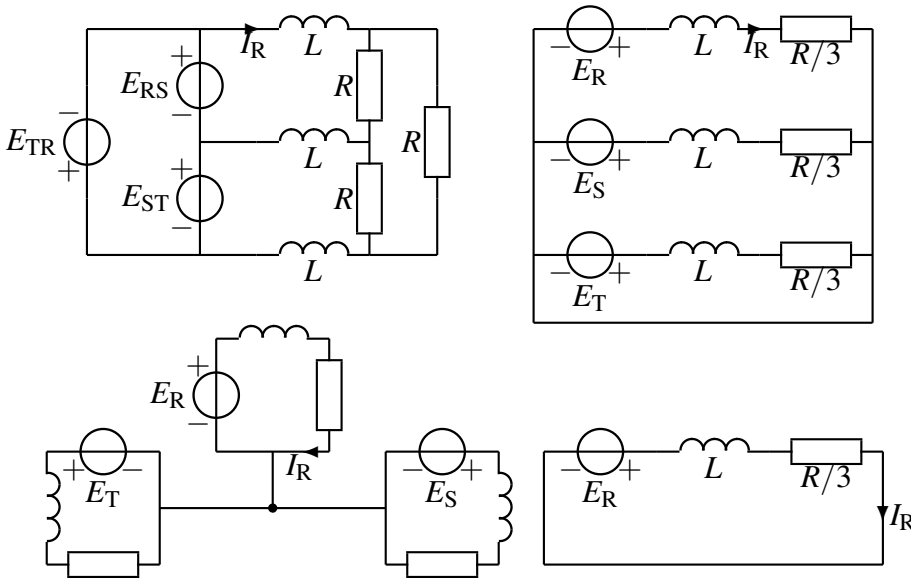 I_R L
E_RS R
E_TR L R
E_ST R
L
− + I_R
E_R L R/3
− +
E_S L R/3
− +
E_T L R/3
+
E_R
−
I_R
+ −
E_T
− +
E_S
− +
E_R L R/3
I_R